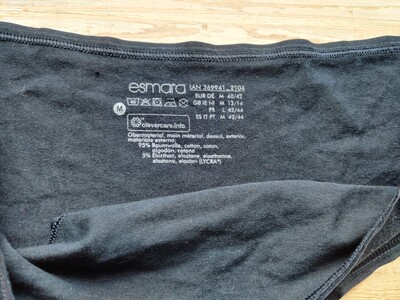 esmara IAN 369941_2104
EUR DE M 40/42
GB IE NI M 12/14
FR L 42/44
ES IT PT M 42/44
M
clevercare.info
Obermaterial, main material, dessus, exteriér,
materiale esterno:
95% Baumwolle, cotton, coton,
algodón, cotone
5% Elasthan, elastane, élasthanne,
elastano, elastan (LYCRA®)